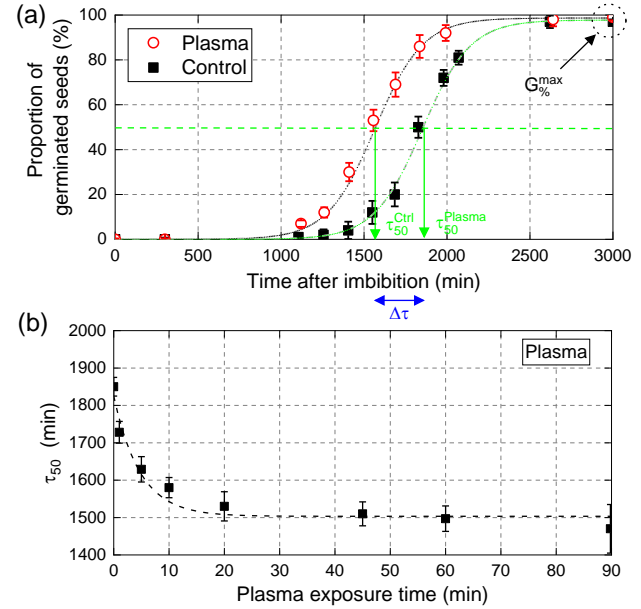 (a)
100
80
60
40
20
0
Proportion of
germinated seeds (%)
Plasma
Control
G%max
τ50Ctrl
τ50Plasma
0 500 1000 1500 2000 2500 3000
Time after imbibition (min)
Δτ
(b)
2000
1900
1800
1700
1600
1500
1400
τ50 (min)
Plasma
0 10 20 30 40 50 60 70 80 90
Plasma exposure time (min)